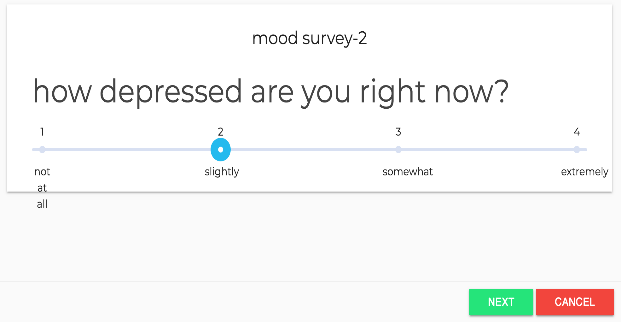 mood survey-2
how depressed are you right now?
1 2 3 4
not slightly somewhat extremely
at
all
NEXT CANCEL